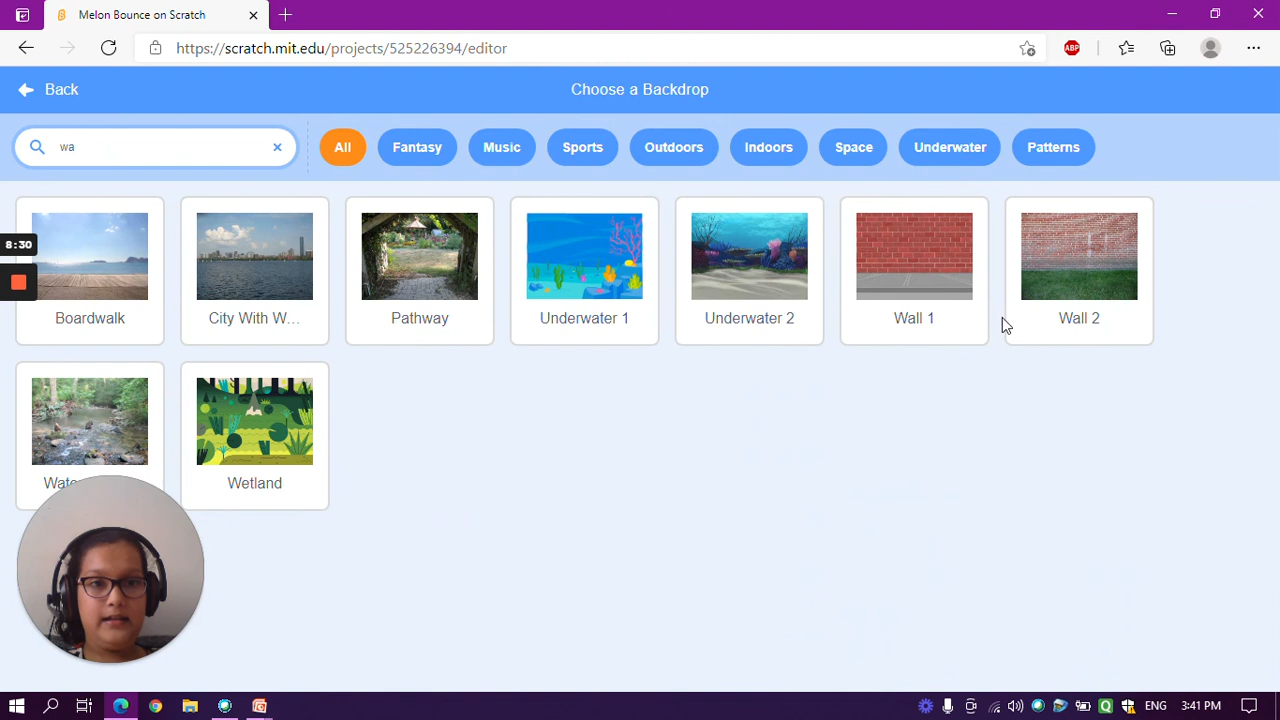 Melon Bounce on Scratch
https://scratch.mit.edu/projects/525226394/editor
ABP
Back
Choose a Backdrop
wa
All
Fantasy
Music
Sports
Outdoors
Indoors
Space
Underwater
Patterns
8:30
Boardwalk
City With W...
Pathway
Underwater 1
Underwater 2
Wall 1
Wall 2
Wetland
ENG
3:41 PM